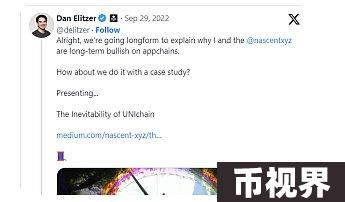 Dan Elitzer
· Sep 29, 2022
@delitzer · Follow
Alright, we're going longform to explain why I and the @nascentxyz
are long-term bullish on appchains.
How about we do it with a case study?
Presenting...
The Inevitability of UNIchain
medium.com/nascent-xyz/th...
币视界